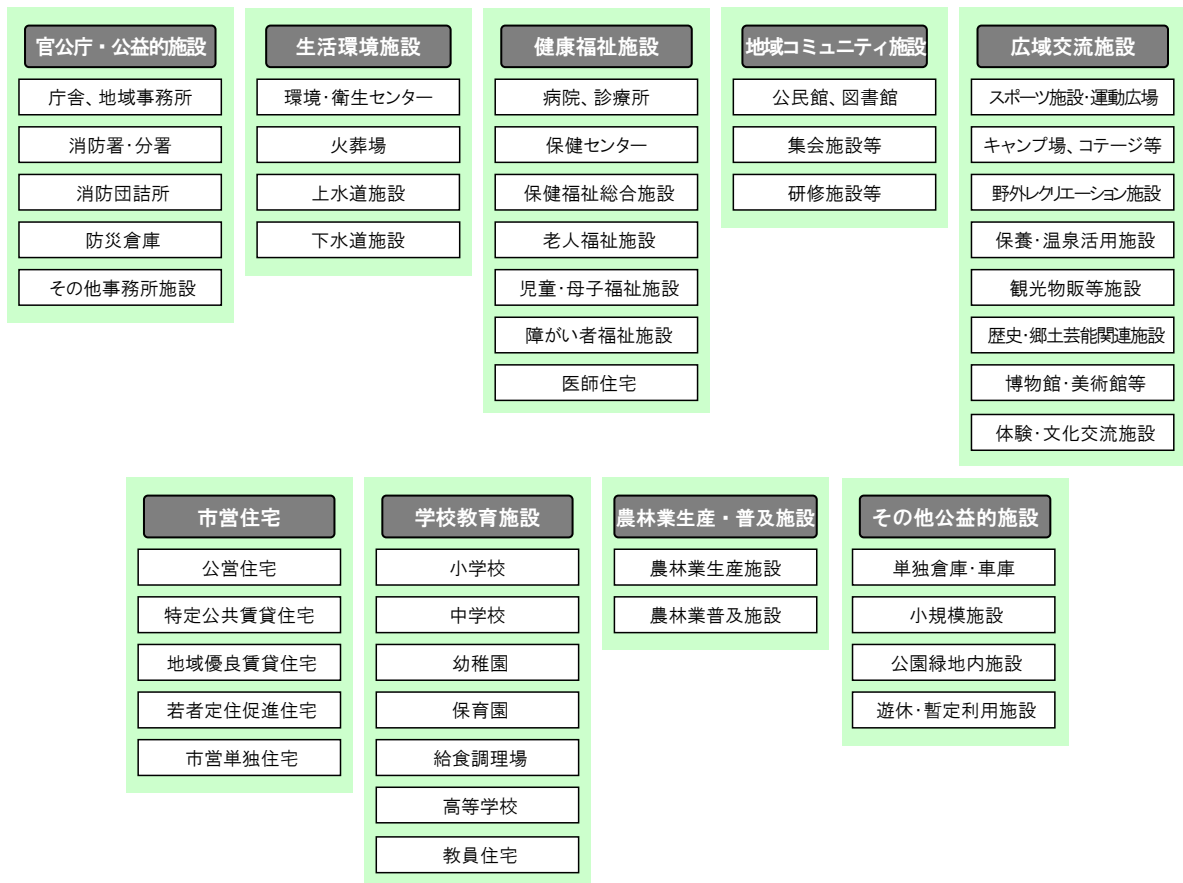 官公庁・公益的施設
庁舎、地域事務所
消防署・分署
消防団詰所
防災倉庫
その他事務所施設
生活環境施設
環境・衛生センター
火葬場
上水道施設
下水道施設
健康福祉施設
病院、診療所
保健センター
保健福祉総合施設
老人福祉施設
児童・母子福祉施設
障がい者福祉施設
医師住宅
地域コミュニティ施設
公民館、図書館
集会施設等
研修施設等
広域交流施設
スポーツ施設・運動広場
キャンプ場、コテージ等
野外レクリエーション施設
保養・温泉活用施設
観光物販等施設
歴史・郷土芸能関連施設
博物館・美術館等
体験・文化交流施設
市営住宅
公営住宅
特定公共賃貸住宅
地域優良賃貸住宅
若者定住促進住宅
市営単独住宅
学校教育施設
小学校
中学校
幼稚園
保育園
給食調理場
高等学校
教員住宅
農林業生産・普及施設
農林業生産施設
農林業普及施設
その他公益的施設
単独倉庫・車庫
小規模施設
公園緑地内施設
遊休・暫定利用施設